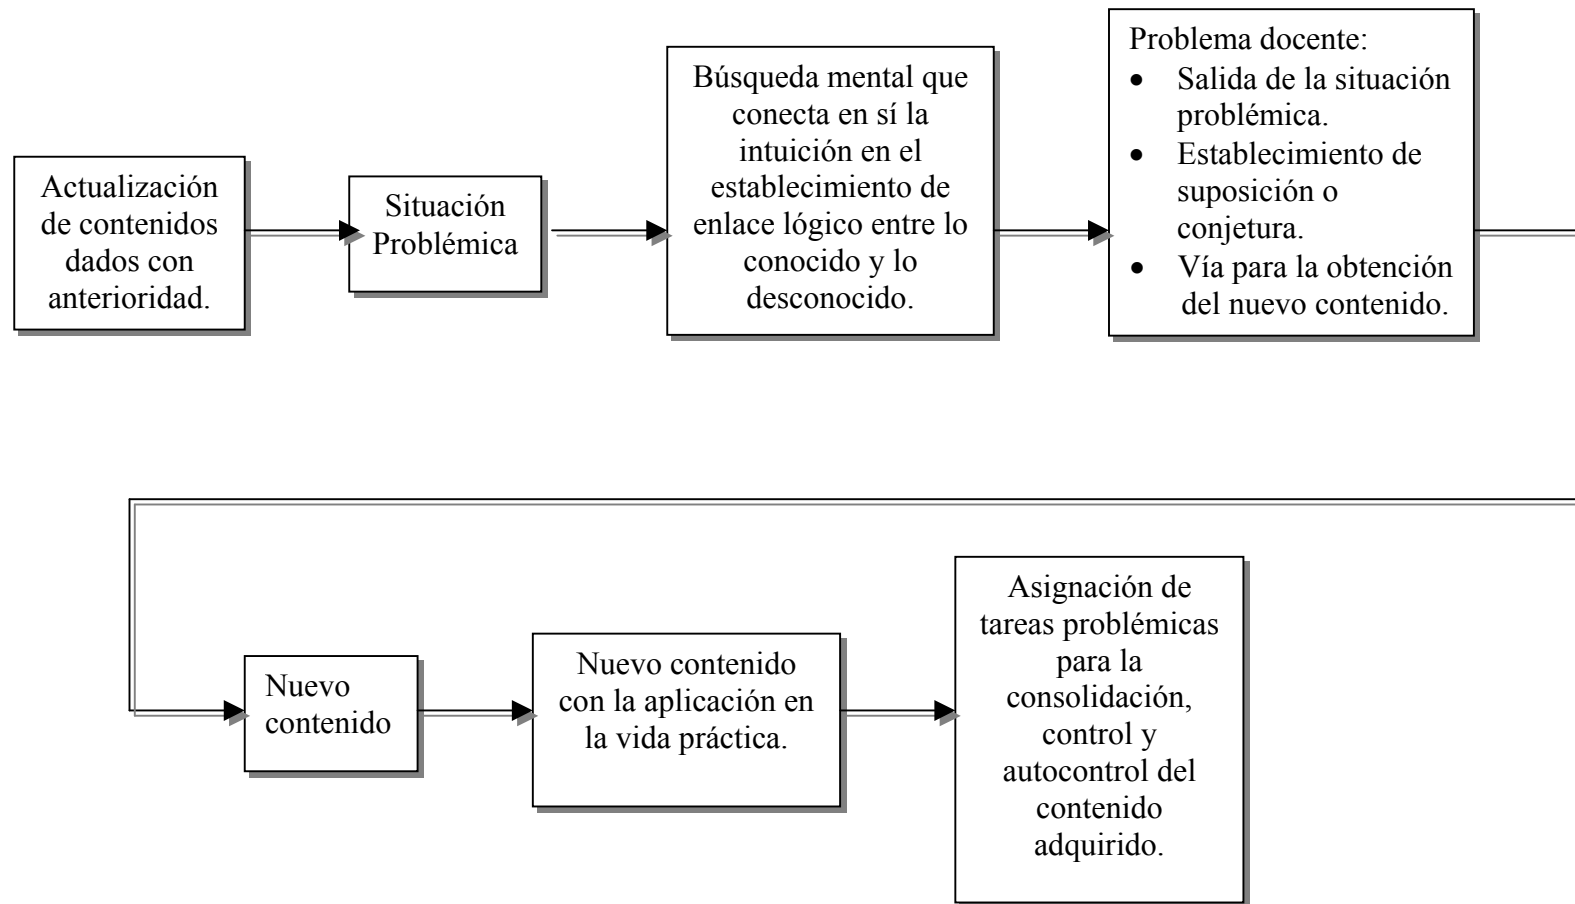 Actualización
de contenidos
dados con
anterioridad.
Situación
Problémica
Búsqueda mental que
conecta en sí la
intuición en el
establecimiento de
enlace lógico entre lo
conocido y lo
desconocido.
Problema docente:
• Salida de la situación
problémica.
• Establecimiento de
suposición o
conjetura.
• Vía para la obtención
del nuevo contenido.
Nuevo
contenido
Nuevo contenido
con la aplicación en
la vida práctica.
Asignación de
tareas problémicas
para la
consolidación,
control y
autocontrol del
contenido
adquirido.